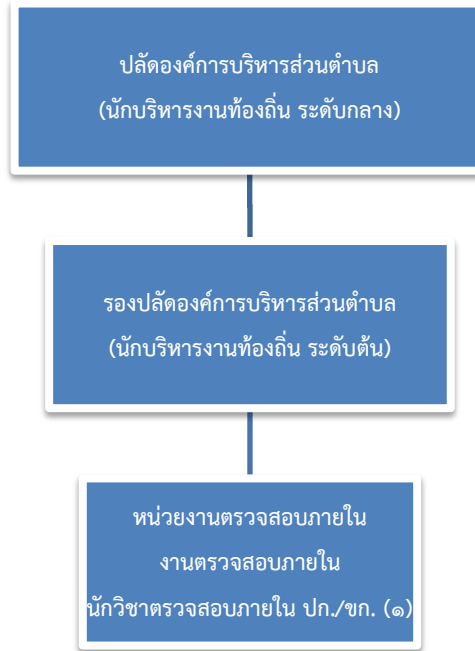 ปลัดองค์การบริหารส่วนตำบล
(นักบริหารงานท้องถิ่น ระดับกลาง)
รองปลัดองค์การบริหารส่วนตำบล
(นักบริหารงานท้องถิ่น ระดับต้น)
หน่วยงานตรวจสอบภายใน
งานตรวจสอบภายใน
นักวิชาตรวจสอบภายใน ปก./ชก. (๑)